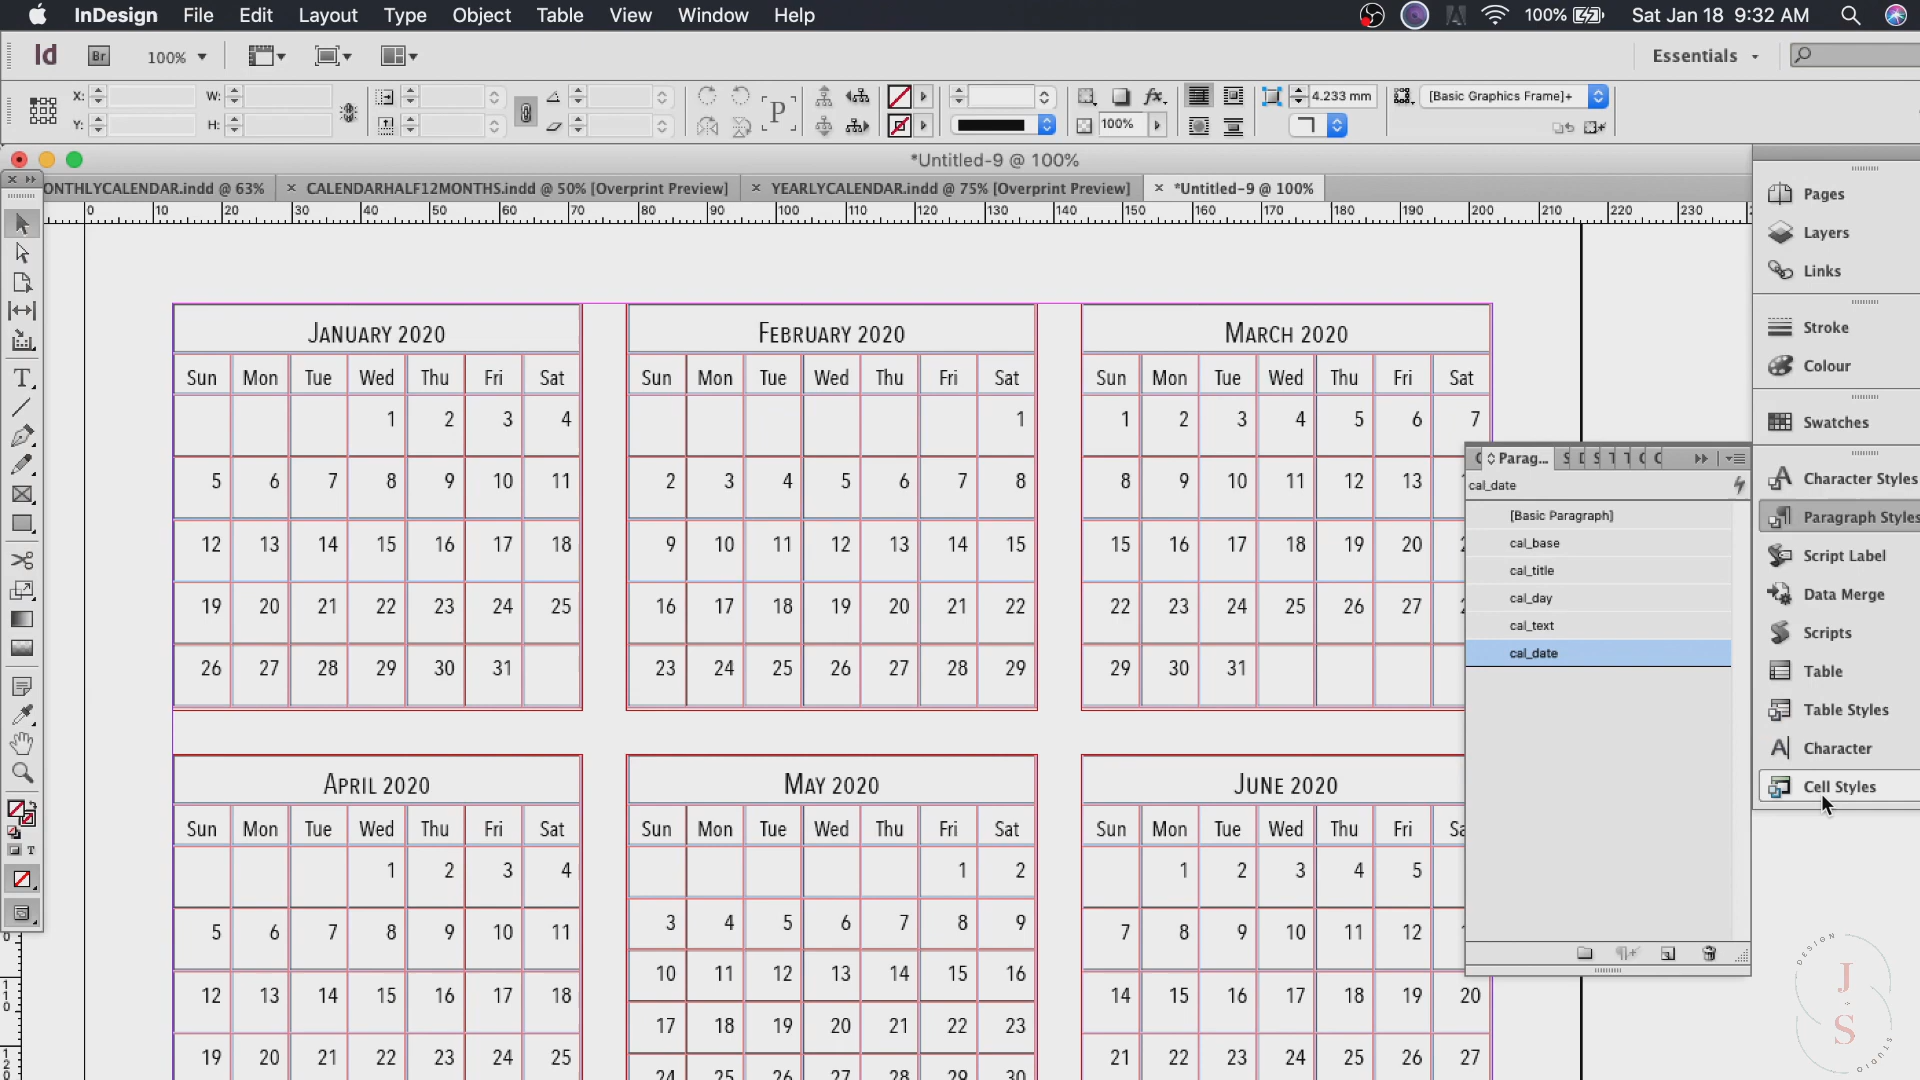 InDesign File Edit Layout Type Object Table View Window Help 100% Sat Jan 18 9:32 AM
Id Br 100% Essentials
X: W: P fx 4.233 mm [Basic Graphics Frame]+
Y: H: 100%
*Untitled-9 @ 100%
ONTHLYCALENDAR.indd @ 63% CALENDARHALF12MONTHS.indd @ 50% [Overprint Preview] YEARLYCALENDAR.indd @ 75% [Overprint Preview] *Untitled-9 @ 100%
0 10 20 30 40 50 60 70 80 90 100 110 120 130 140 150 160 170 180 190 200 210 220 230
January 2020
Sun Mon Tue Wed Thu Fri Sat
1 2 3 4
5 6 7 8 9 10 11
12 13 14 15 16 17 18
19 20 21 22 23 24 25
26 27 28 29 30 31
February 2020
Sun Mon Tue Wed Thu Fri Sat
1
2 3 4 5 6 7 8
9 10 11 12 13 14 15
16 17 18 19 20 21 22
23 24 25 26 27 28 29
March 2020
Sun Mon Tue Wed Thu Fri Sat
1 2 3 4 5 6 7
8 9 10 11 12 13
15 16 17 18 19 20
22 23 24 25 26 27
29 30 31
April 2020
Sun Mon Tue Wed Thu Fri Sat
1 2 3 4
5 6 7 8 9 10 11
12 13 14 15 16 17 18
19 20 21 22 23 24 25
May 2020
Sun Mon Tue Wed Thu Fri Sat
1 2
3 4 5 6 7 8 9
10 11 12 13 14 15 16
17 18 19 20 21 22 23
24 25 26 27 28 29 30
June 2020
Sun Mon Tue Wed Thu Fri Sa
1 2 3 4 5
7 8 9 10 11 12
14 15 16 17 18 19 20
21 22 23 24 25 26 27
Parag...
cal_date
[Basic Paragraph]
cal_base
cal_title
cal_day
cal_text
cal_date
Pages
Layers
Links
Stroke
Colour
Swatches
Character Styles
Paragraph Styles
Script Label
Data Merge
Scripts
Table
Table Styles
Character
Cell Styles
DESIGN
J
+
S
STUDIOS